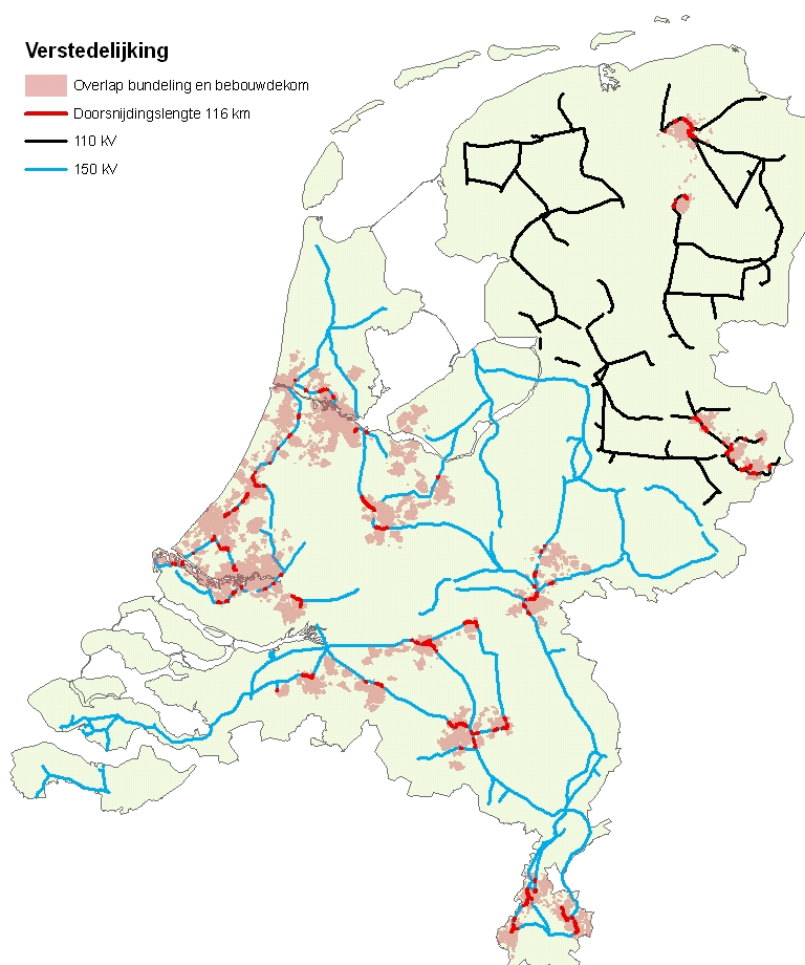 Verstedelijking
Overlap bundeling en bebouwdekom
Doorsnijdingslengte 116 km
110 kV
150 kV